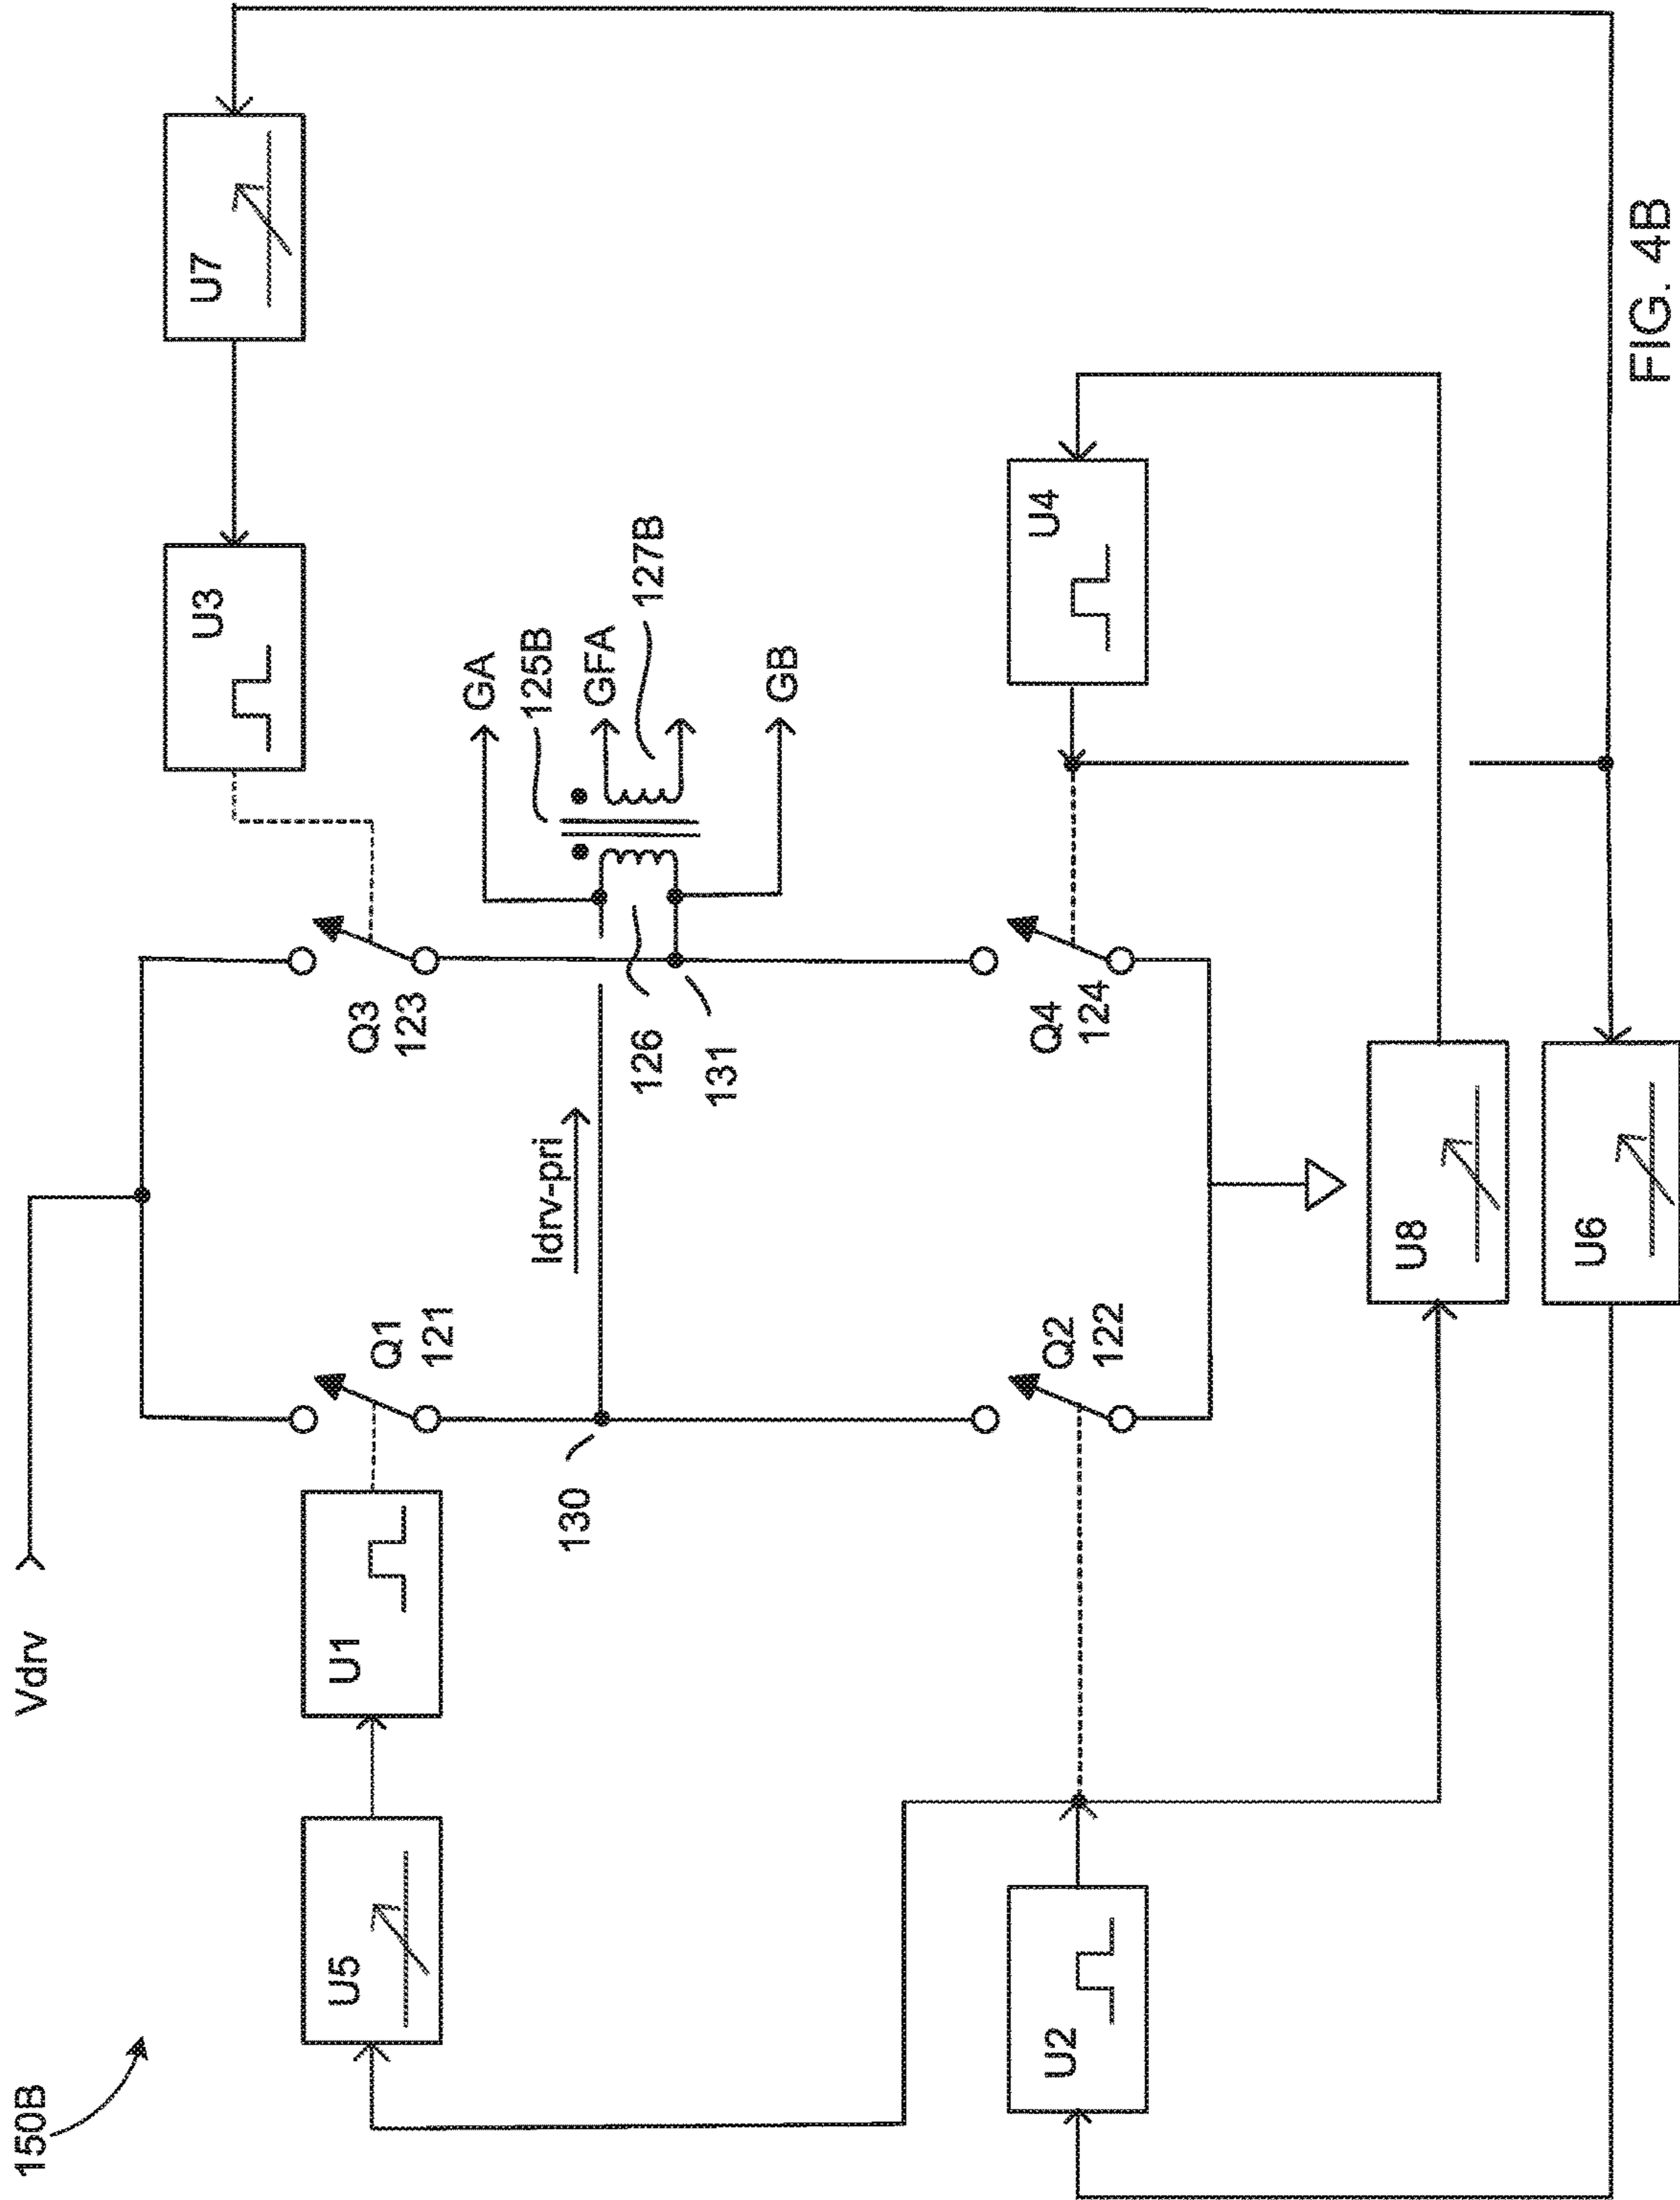 150B
Vdrv
U5
U1
Q1
121
Q3
123
U3
U7
Idrv-pri
130
126
131
GA
125B
GFA
127B
GB
U2
Q2
122
Q4
124
U4
U8
U6
FIG. 4B